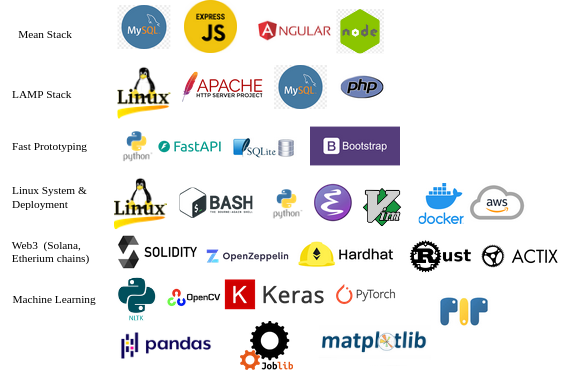 EXPRESS
Mean Stack MySQL JS ANGULAR node
LAMP Stack Linux APACHE MySQL php
HTTP SERVER PROJECT
Fast Prototyping python FastAPI SQLite B Bootstrap
Linux System &
Deployment Linux BASH python Vim docker aws
THE BOURNE-AGAIN SHELL
Web3 (Solana,
Etherium chains) SOLIDITY OpenZeppelin Hardhat Rust ACTIX
Machine Learning NLTK OpenCV K Keras PyTorch PIP
pandas Joblib matplotlib